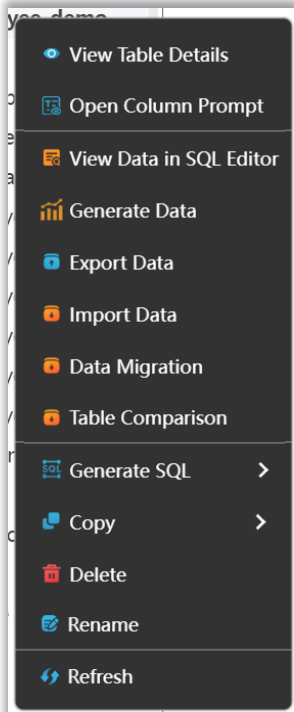 View Table Details
Open Column Prompt
View Data in SQL Editor
Generate Data
Export Data
Import Data
Data Migration
Table Comparison
SQL Generate SQL
Copy
Delete
Rename
Refresh